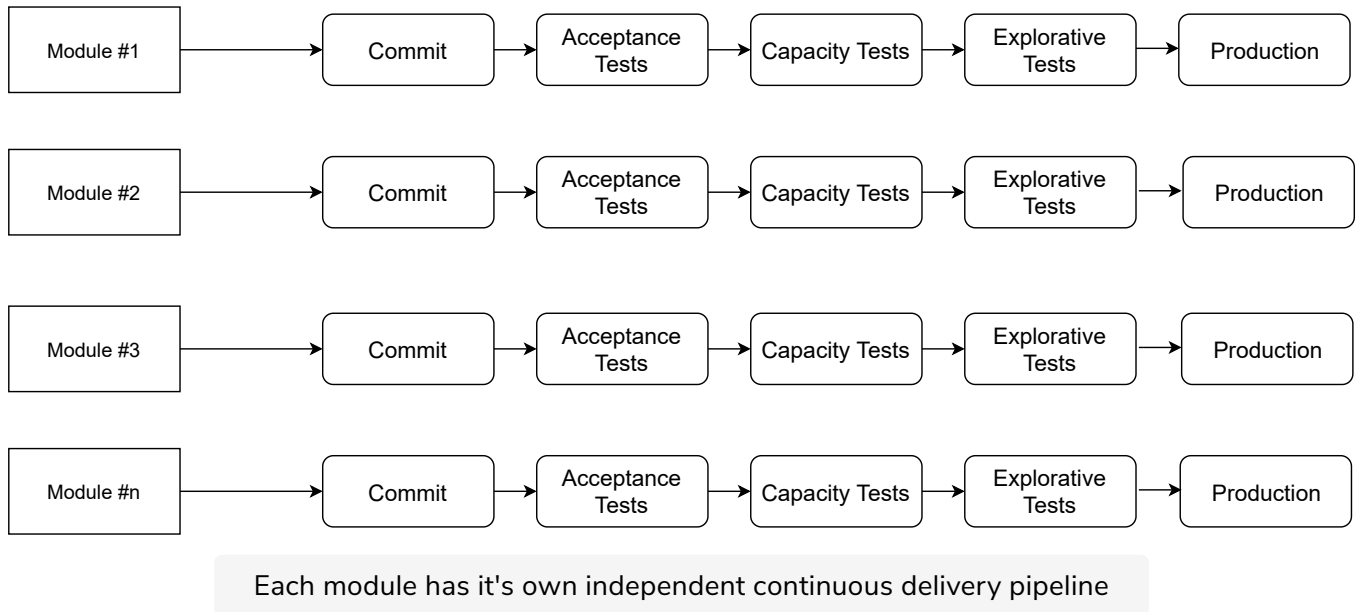 Module #1
Commit
Acceptance
Tests
Capacity Tests
Explorative
Tests
Production
Module #2
Commit
Acceptance
Tests
Capacity Tests
Explorative
Tests
Production
Module #3
Commit
Acceptance
Tests
Capacity Tests
Explorative
Tests
Production
Module #n
Commit
Acceptance
Tests
Capacity Tests
Explorative
Tests
Production
Each module has it's own independent continuous delivery pipeline